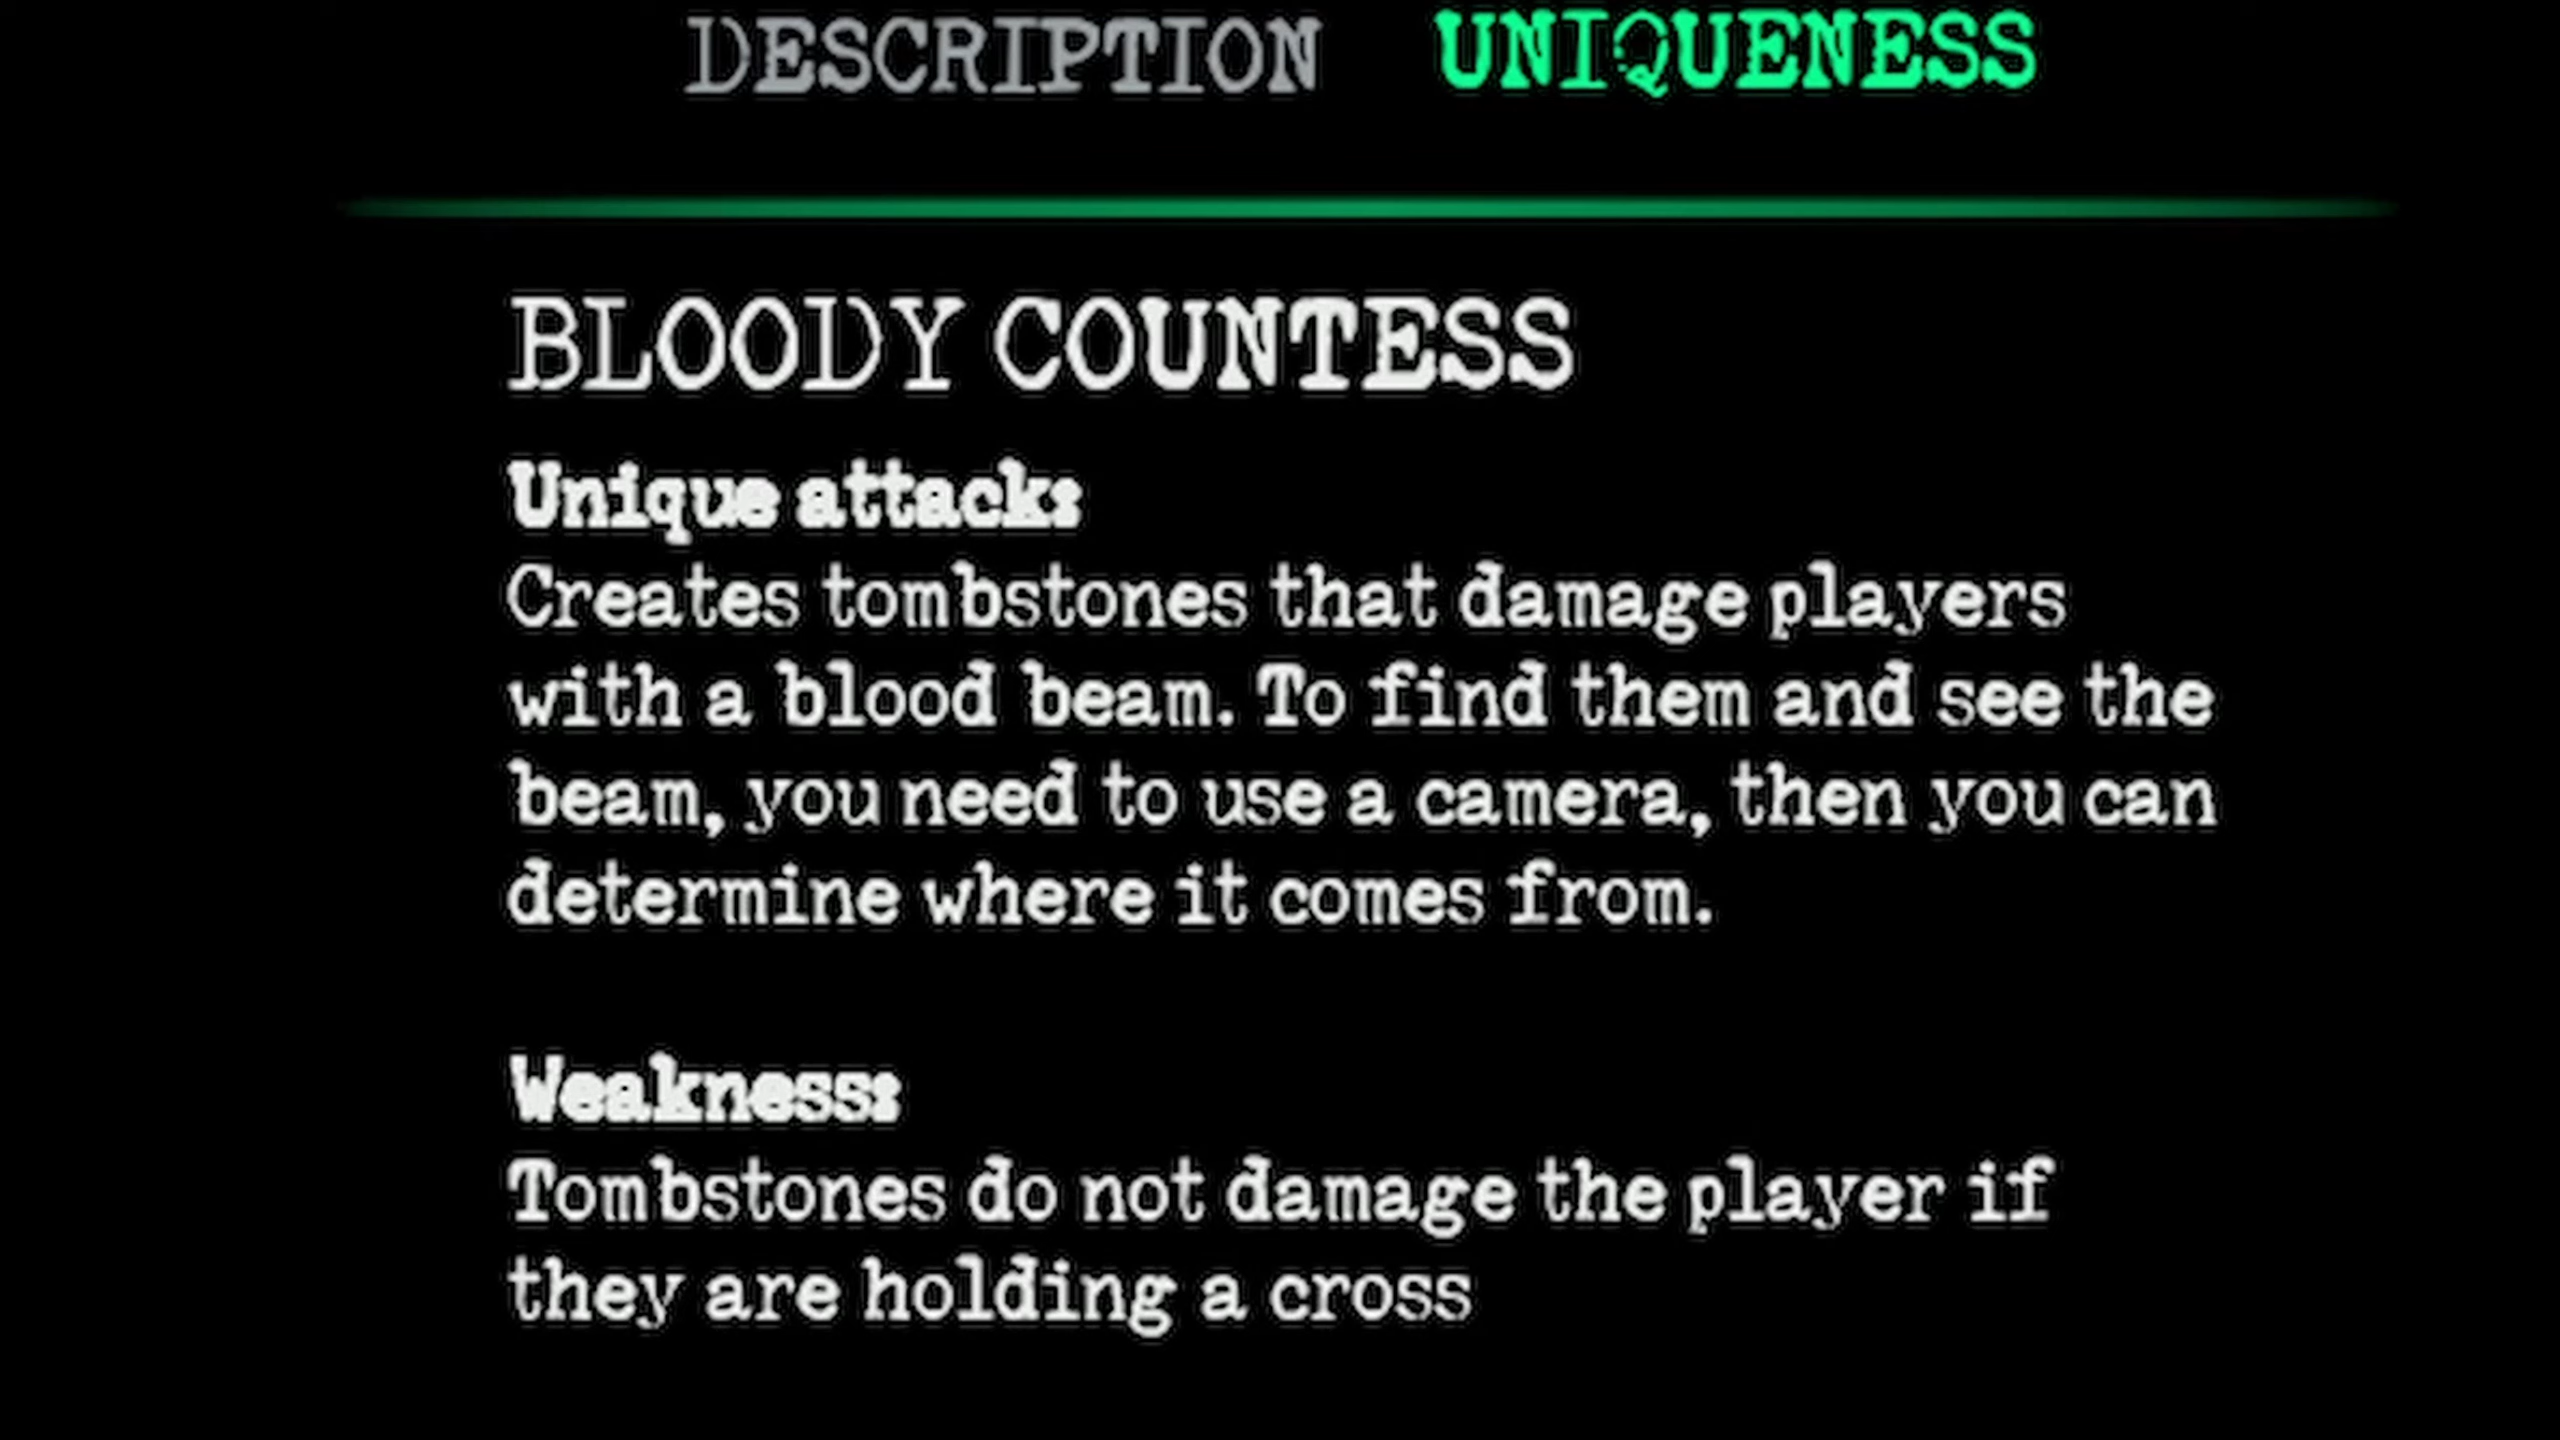 DESCRIPTION UNIQUENESS
BLOODY COUNTESS
Unique attack:
Creates tombstones that damage players
with a blood beam. To find them and see the
beam, you need to use a camera, then you can
determine where it comes from.
Weakness:
Tombstones do not damage the player if
they are holding a cross